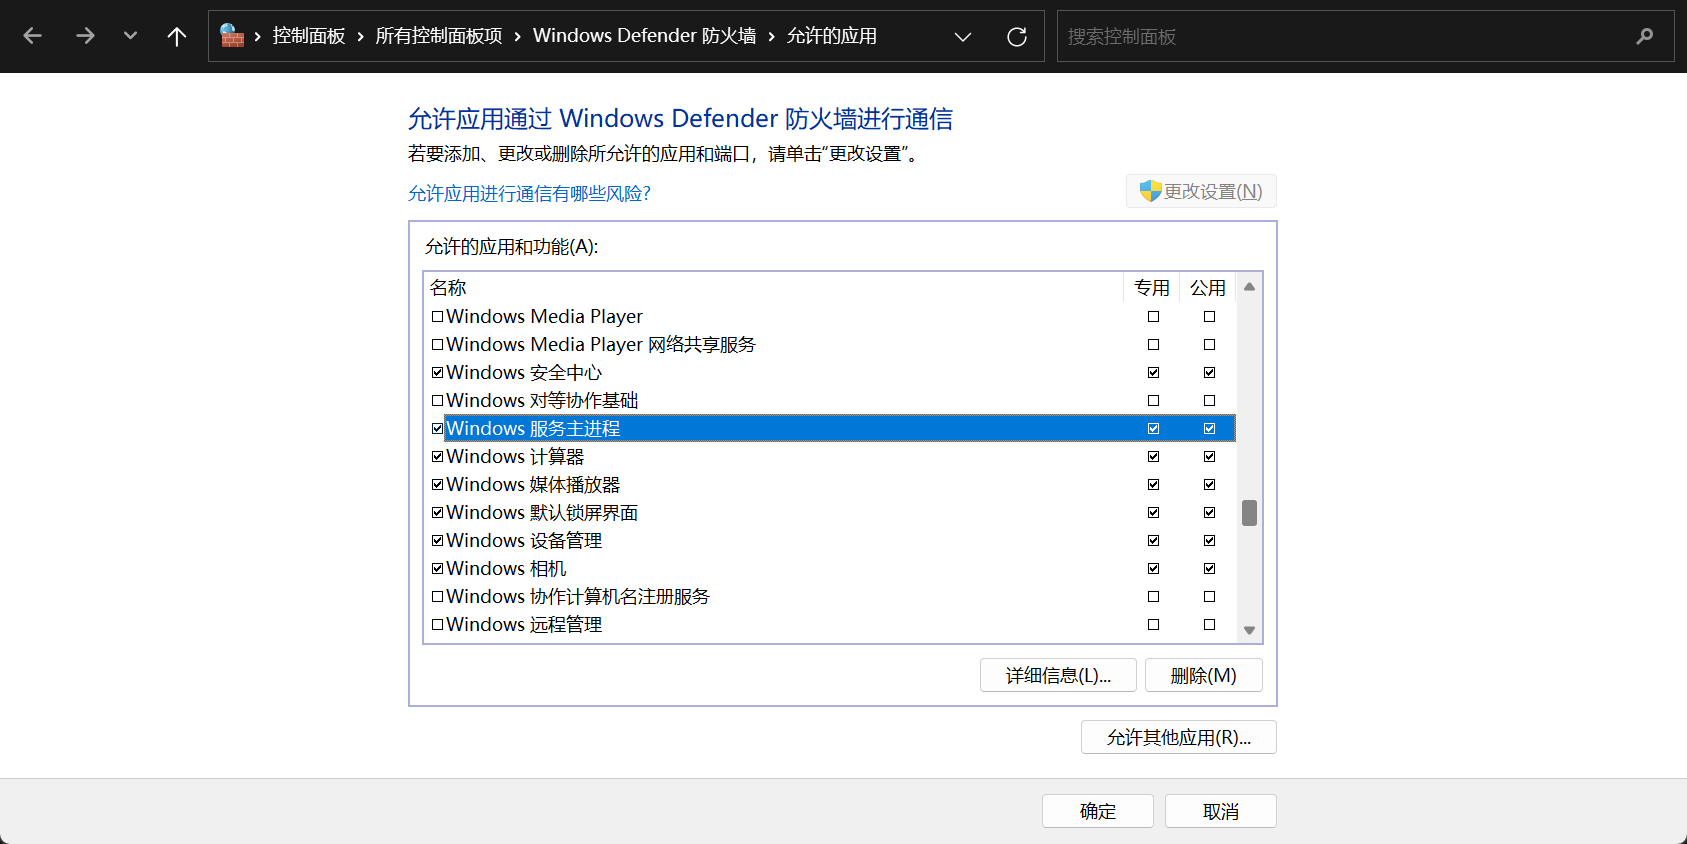 控制面板 › 所有控制面板项 › Windows Defender 防火墙 › 允许的应用
搜索控制面板
允许应用通过 Windows Defender 防火墙进行通信
若要添加、更改或删除所允许的应用和端口，请单击“更改设置”。
允许应用进行通信有哪些风险?
更改设置(N)
允许的应用和功能(A):
名称 专用 公用
Windows Media Player
Windows Media Player 网络共享服务
Windows 安全中心
Windows 对等协作基础
Windows 服务主进程
Windows 计算器
Windows 媒体播放器
Windows 默认锁屏界面
Windows 设备管理
Windows 相机
Windows 协作计算机名注册服务
Windows 远程管理
详细信息(L)... 删除(M)
允许其他应用(R)...
确定 取消